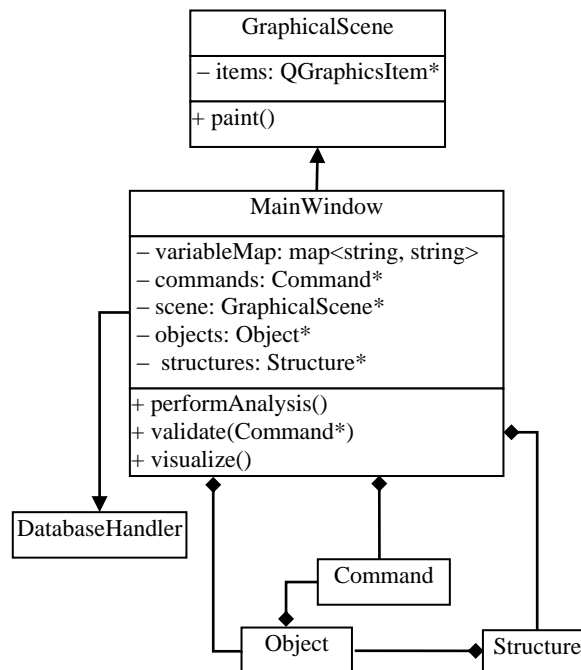 GraphicalScene
– items: QGraphicsItem*
+ paint()
MainWindow
– variableMap: map<string, string>
– commands: Command*
– scene: GraphicalScene*
– objects: Object*
– structures: Structure*
+ performAnalysis()
+ validate(Command*)
+ visualize()
DatabaseHandler
Command
Object
Structure